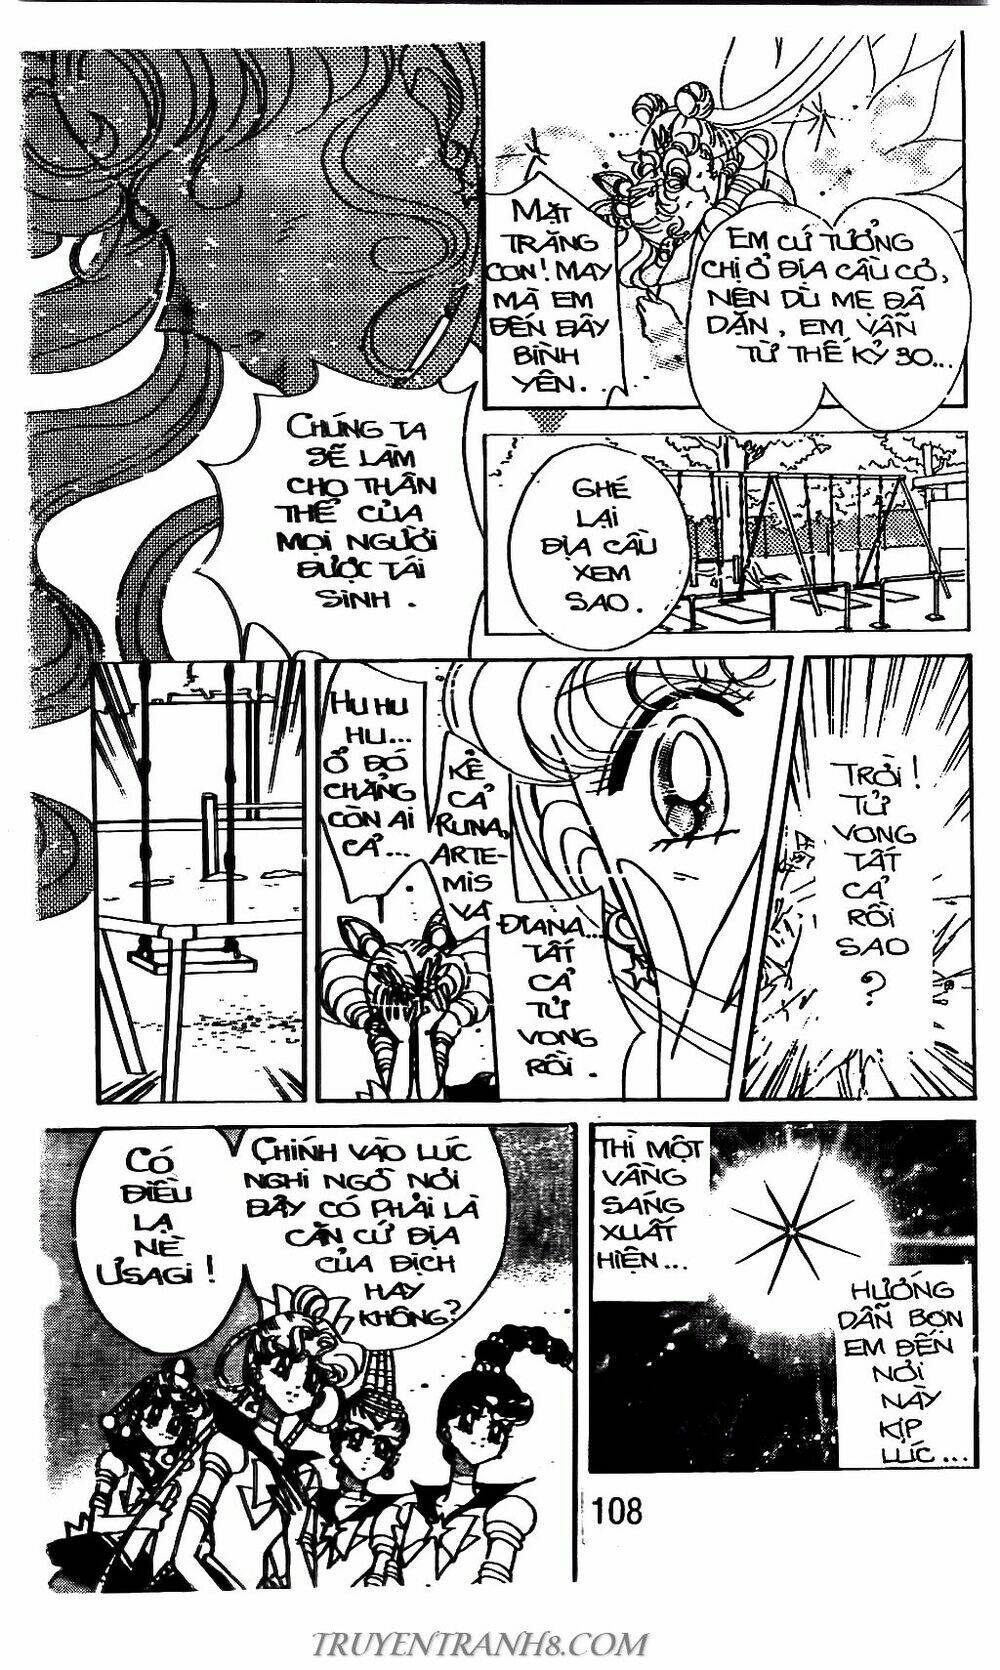 EM CỨ TƯỞNG
CHỊ Ở ĐỊA CẦU CỎ,
NÊN DÙ MẸ ĐÃ
DẶN, EM VẪN
TỪ THẾ KỶ 30...
MẶT
TRĂNG
CON! MAY
MÀ EM
ĐẾN ĐÂY
BÌNH
YÊN.
CHÚNG TA
SẼ LÀM
CHO THÂN
THỂ CỦA
MỌI NGƯỜI
ĐƯỢC TÁI
SINH.
GHÉ
LẠI
ĐỊA CẦU
XEM
SAO.
TRỜI!
TỬ
VONG
TẤT
CẢ
RỒI
SAO
?
HU HU
HU...
Ở ĐÓ
CHẲNG
CÒN AI
CẢ...
KỂ
CẢ
RUNA,
ARTE-
MIS
VÀ
ĐIANA...
TẤT
CẢ
TỬ
VONG
RỒI.
CÓ
ĐIỀU
LẠ
NÈ
USAGI!
CHÍNH VÀO LÚC
NGHI NGỜ NƠI
ĐÂY CÓ PHẢI LÀ
CĂN CỨ ĐỊA
CỦA ĐỊCH
HAY
KHÔNG?
THÌ MỘT
VẦNG
SÁNG
XUẤT
HIỆN...
HƯỚNG
DẪN BỌN
EM ĐẾN
NƠI
NÀY
KỊP
LÚC...
108
TRUYENTRANH8.COM